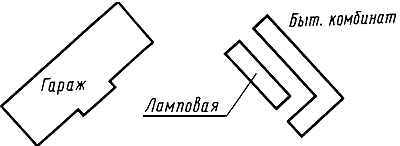 Быт. комбинат
Гараж
Ламповая